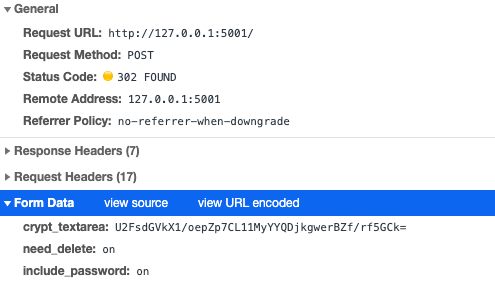 General
Request URL: http://127.0.0.1:5001/
Request Method: POST
Status Code: 302 FOUND
Remote Address: 127.0.0.1:5001
Referrer Policy: no-referrer-when-downgrade
Response Headers (7)
Request Headers (17)
Form Data view source view URL encoded
crypt_textarea: U2FsdGVkX1/oepZp7CL11MyYYQDjkgwerBZf/rf5GCk=
need_delete: on
include_password: on